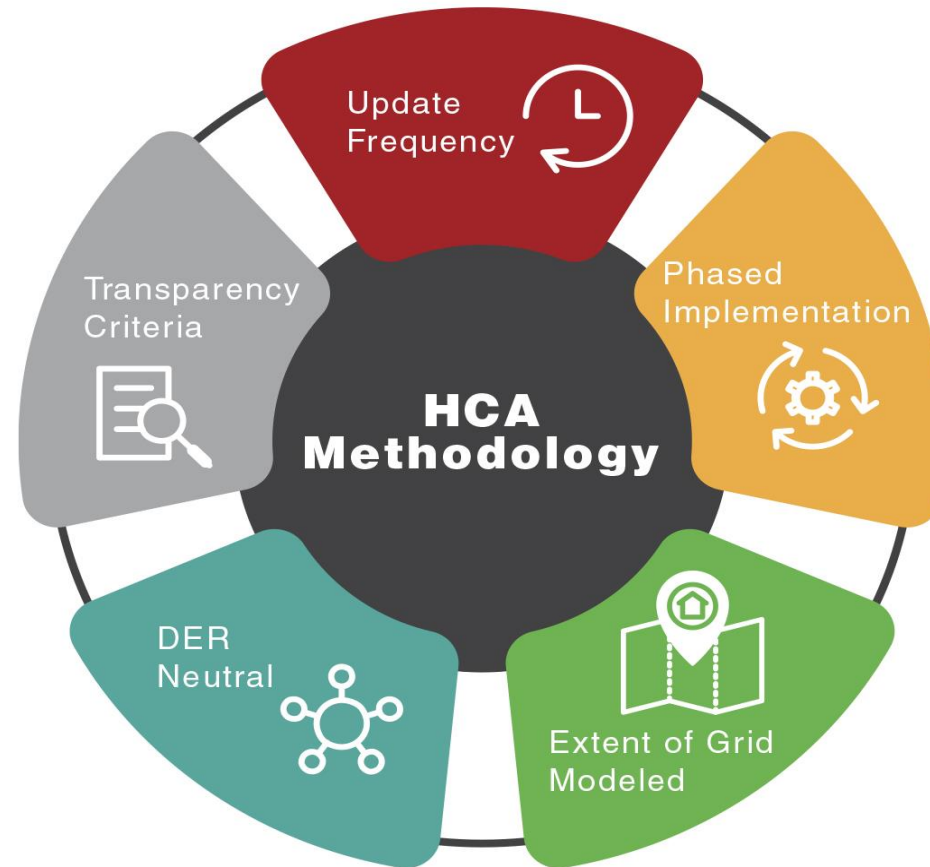 Update
Frequency
Phased
Implementation
Extent of Grid
Modeled
DER
Neutral
Transparency
Criteria
HCA
Methodology